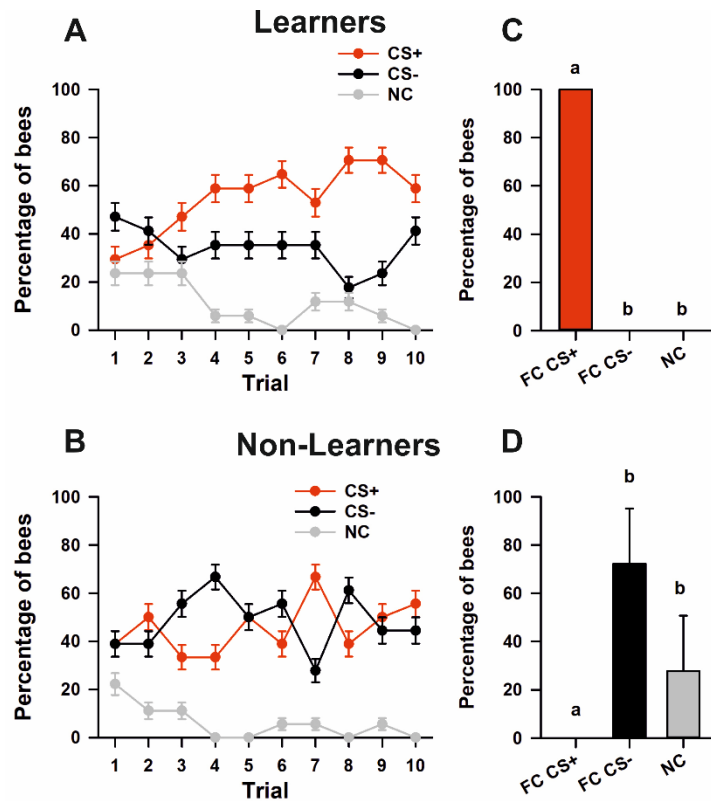 A
Learners
CS+
CS-
NC
Percentage of bees
100
80
60
40
20
0
1 2 3 4 5 6 7 8 9 10
Trial
C
Percentage of bees
100
80
60
40
20
0
a
b
b
FC CS+
FC CS-
NC
B
Non-Learners
CS+
CS-
NC
Percentage of bees
100
80
60
40
20
0
1 2 3 4 5 6 7 8 9 10
Trial
D
Percentage of bees
100
80
60
40
20
0
a
b
b
FC CS+
FC CS-
NC